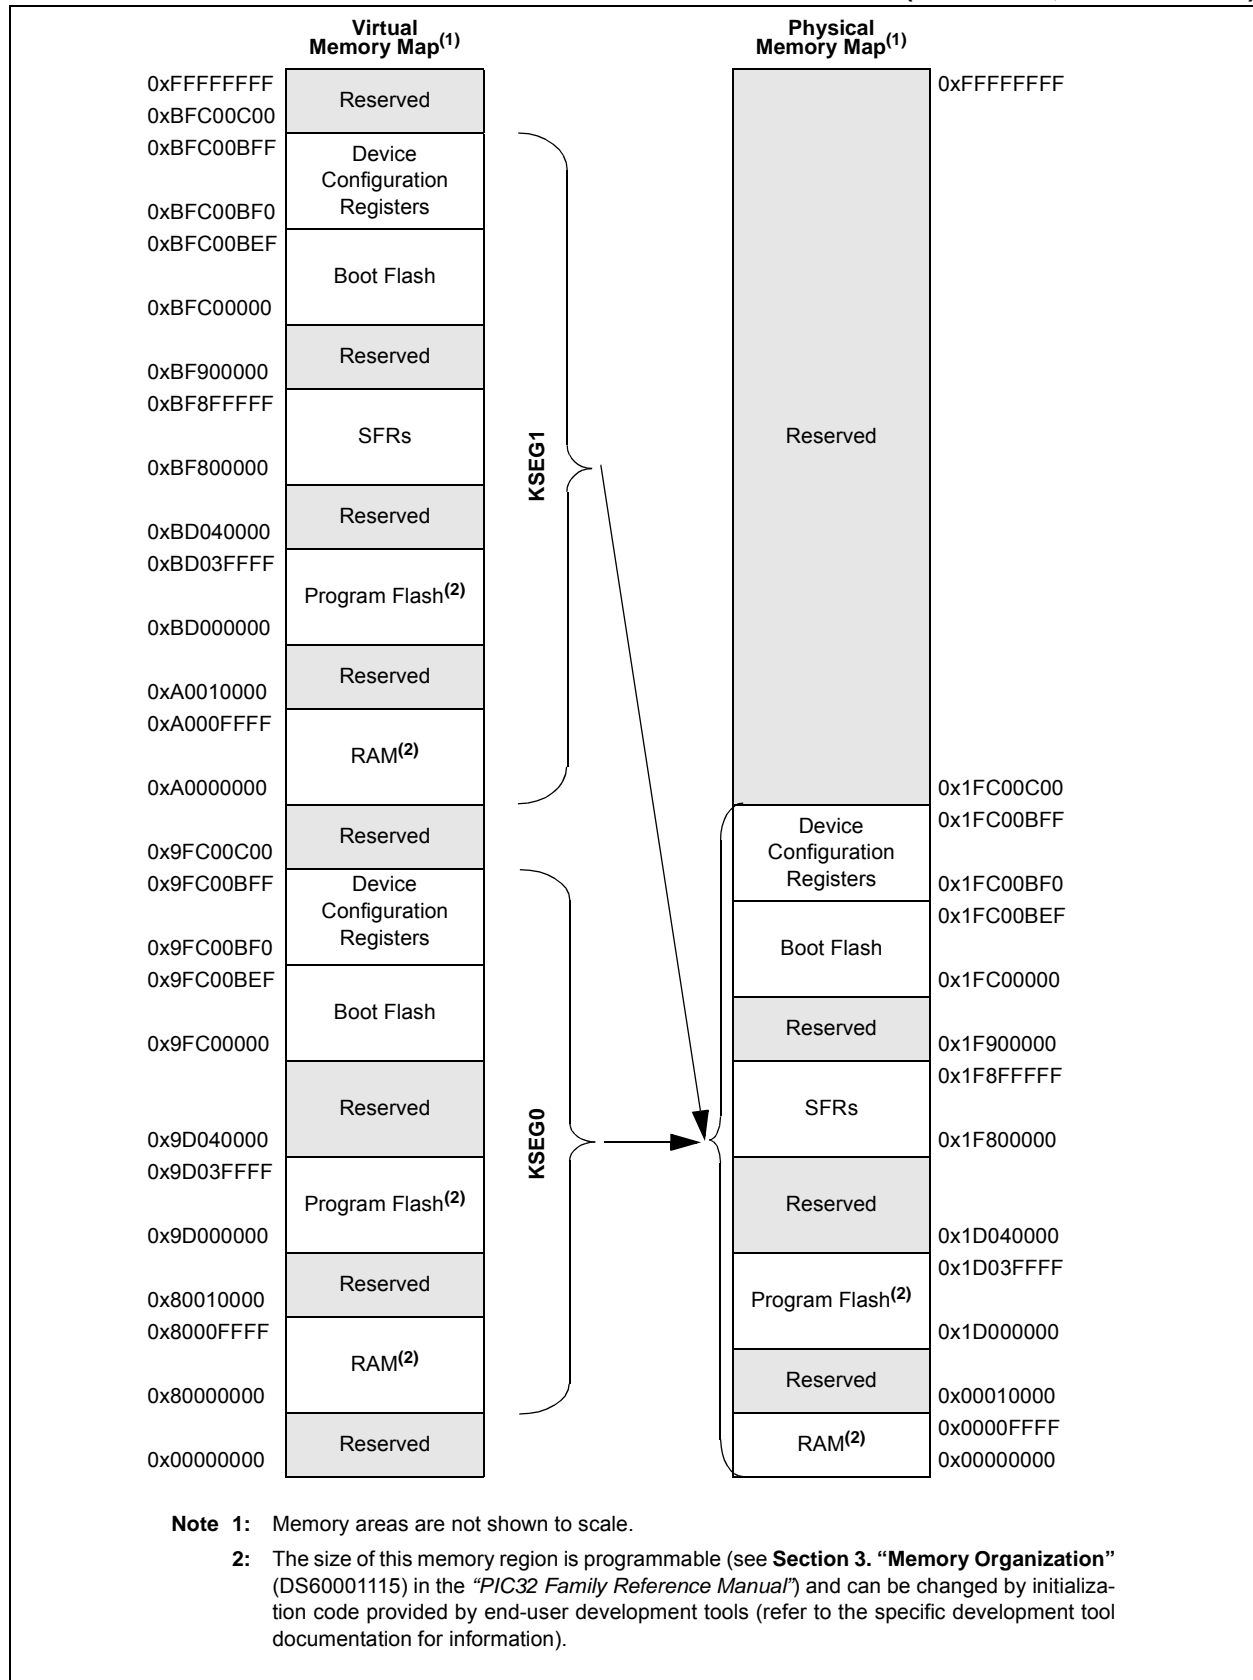 Virtual
Memory Map(1)
0xFFFFFFFF
Reserved
0xBFC00C00
0xBFC00BFF
Device
Configuration
Registers
0xBFC00BF0
0xBFC00BEF
Boot Flash
0xBFC00000
Reserved
0xBF900000
0xBF8FFFFF
SFRs
0xBF800000
Reserved
0xBD040000
0xBD03FFFF
Program Flash(2)
0xBD000000
Reserved
0xA0010000
0xA000FFFF
RAM(2)
0xA0000000
KSEG1
Reserved
0x9FC00C00
0x9FC00BFF
Device
Configuration
Registers
0x9FC00BF0
0x9FC00BEF
Boot Flash
0x9FC00000
Reserved
0x9D040000
0x9D03FFFF
Program Flash(2)
0x9D000000
Reserved
0x80010000
0x8000FFFF
RAM(2)
0x80000000
KSEG0
Reserved
0x00000000
Physical
Memory Map(1)
0xFFFFFFFF
Reserved
0x1FC00C00
0x1FC00BFF
Device
Configuration
Registers
0x1FC00BF0
0x1FC00BEF
Boot Flash
0x1FC00000
Reserved
0x1F900000
0x1F8FFFFF
SFRs
0x1F800000
Reserved
0x1D040000
0x1D03FFFF
Program Flash(2)
0x1D000000
Reserved
0x00010000
0x0000FFFF
RAM(2)
0x00000000
Note 1: Memory areas are not shown to scale.
2: The size of this memory region is programmable (see Section 3. “Memory Organization”
(DS60001115) in the “PIC32 Family Reference Manual”) and can be changed by initializa-
tion code provided by end-user development tools (refer to the specific development tool
documentation for information).